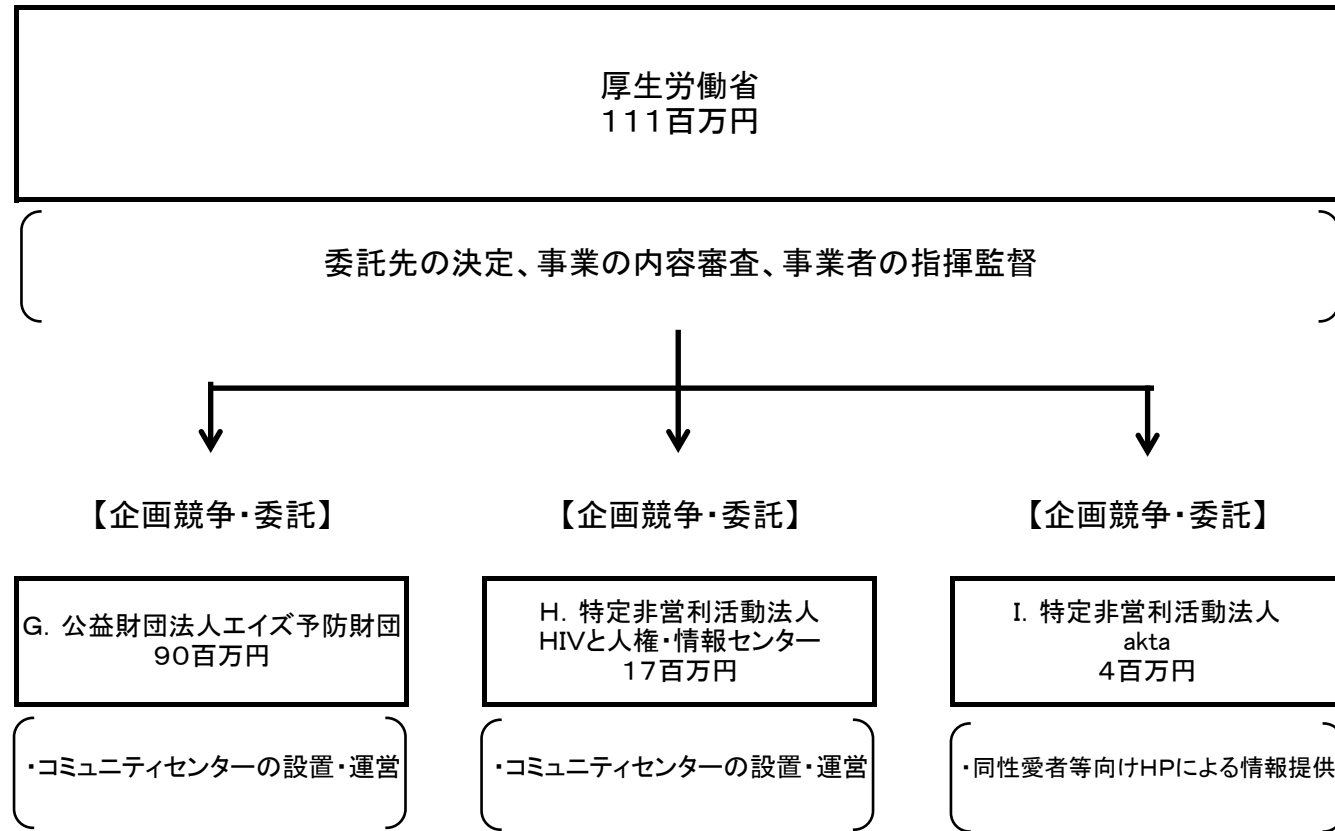 厚生労働省
111百万円
委託先の決定、事業の内容審査、事業者の指揮監督
【企画競争・委託】
【企画競争・委託】
【企画競争・委託】
G. 公益財団法人エイズ予防財団
90百万円
H. 特定非営利活動法人
HIVと人権・情報センター
17百万円
I. 特定非営利活動法人
akta
4百万円
・コミュニティセンターの設置・運営
・コミュニティセンターの設置・運営
・同性愛者等向けHPによる情報提供